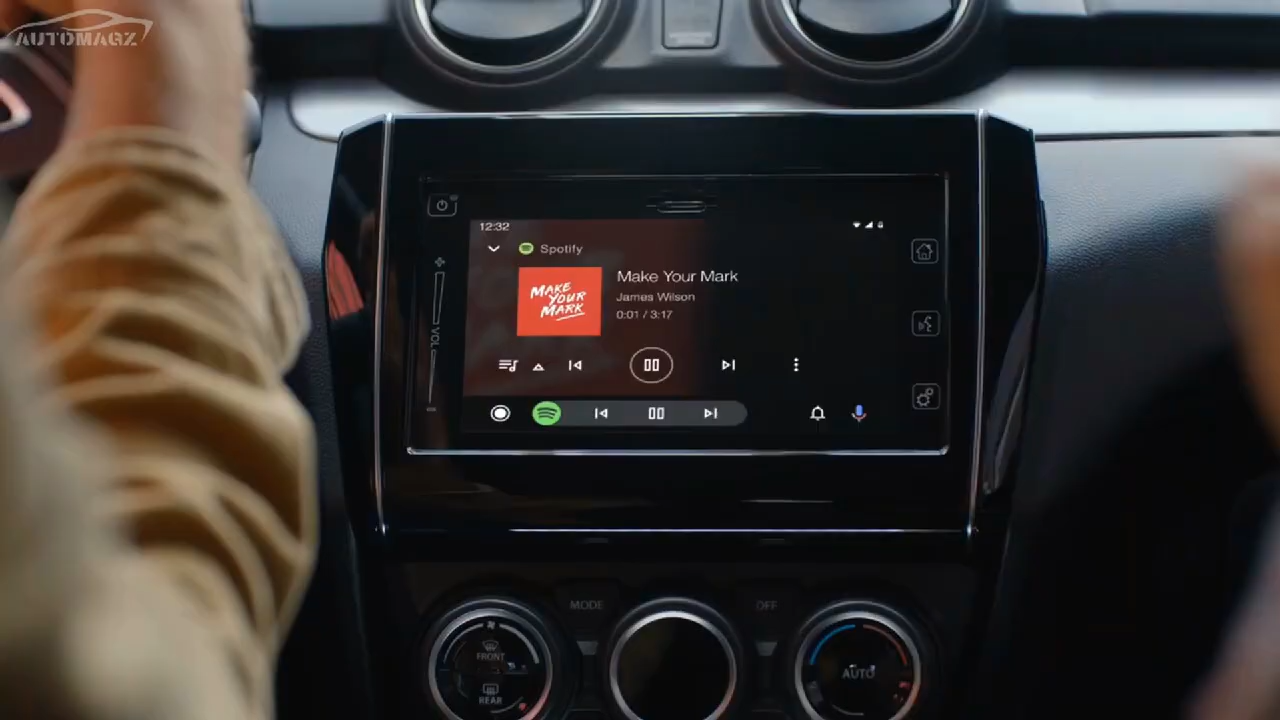 AUTOMAGZ
12:32
Spotify
Make Your Mark
James Wilson
0:01 / 3:17
MAKE
YOUR
MARK
VOL
MODE
OFF
FRONT
REAR
AUTO